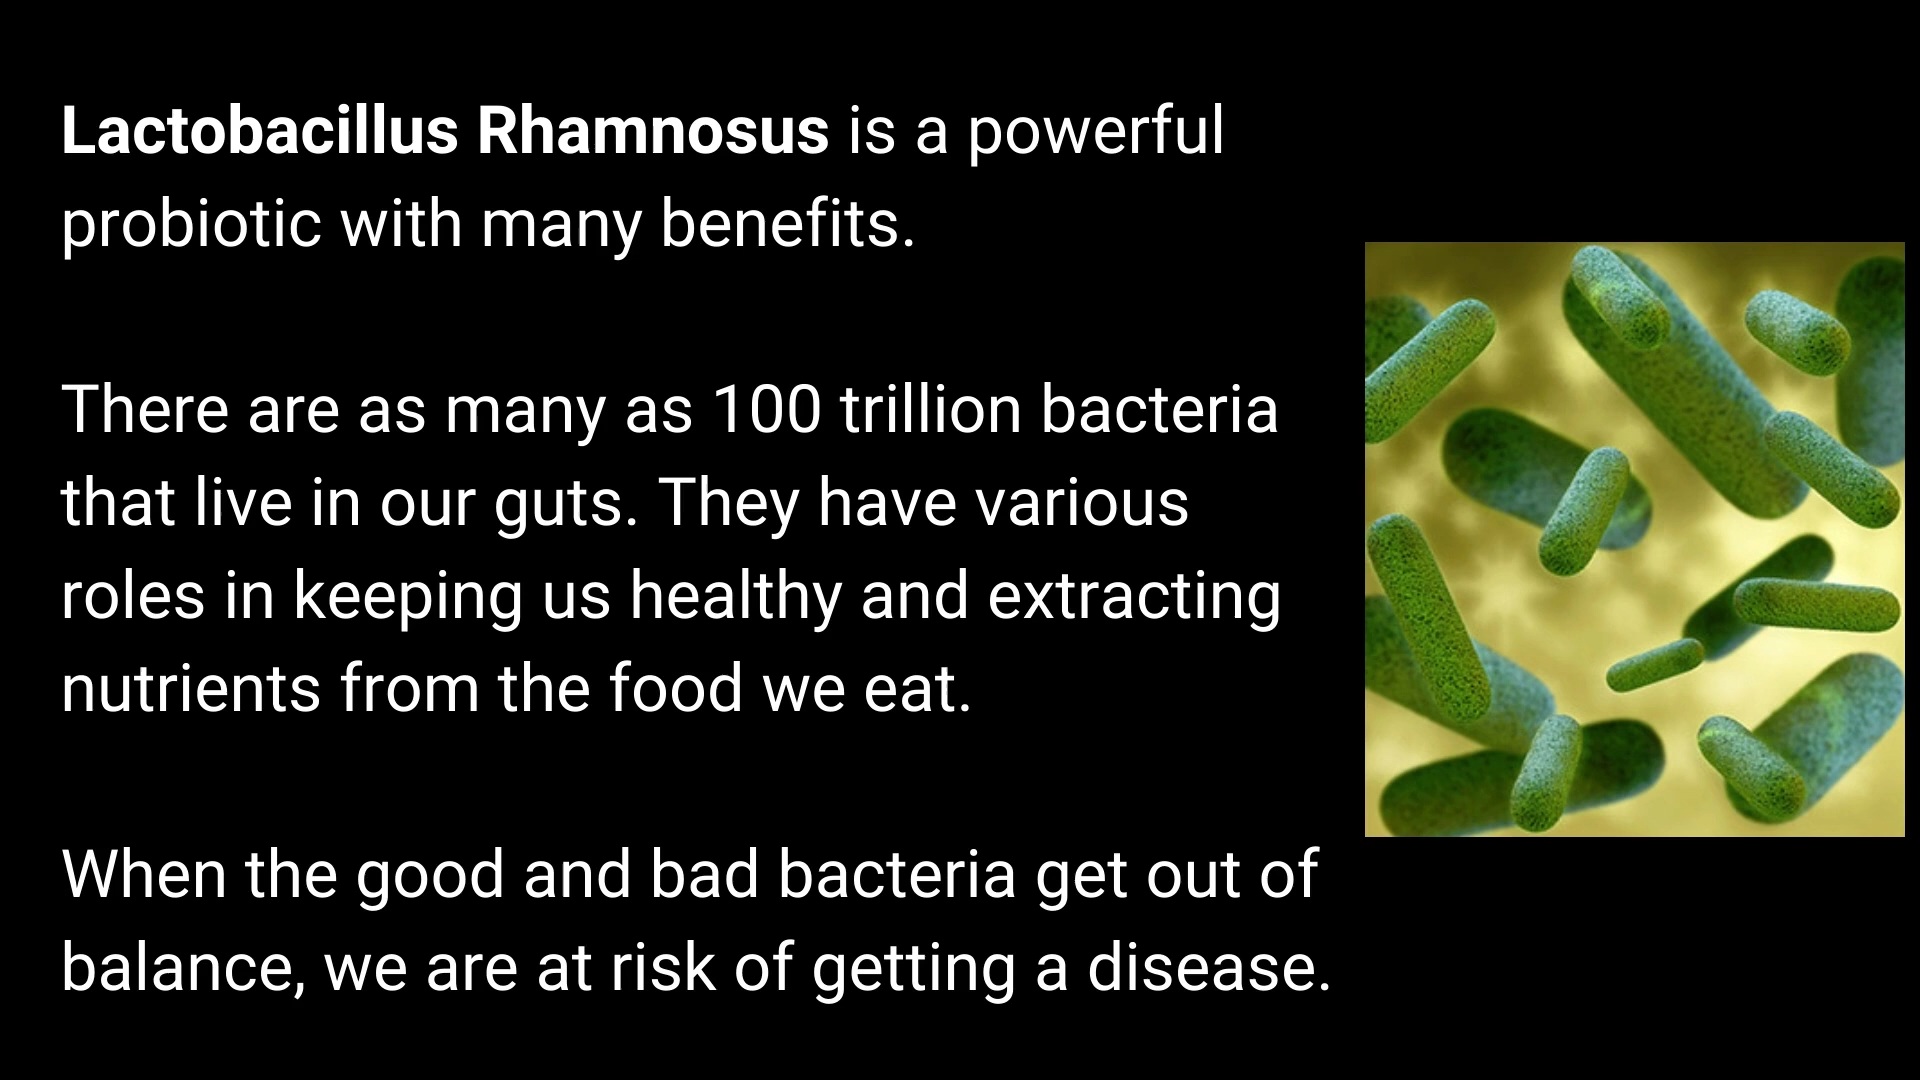 Lactobacillus Rhamnosus is a powerful
probiotic with many benefits.
There are as many as 100 trillion bacteria
that live in our guts. They have various
roles in keeping us healthy and extracting
nutrients from the food we eat.
When the good and bad bacteria get out of
balance, we are at risk of getting a disease.